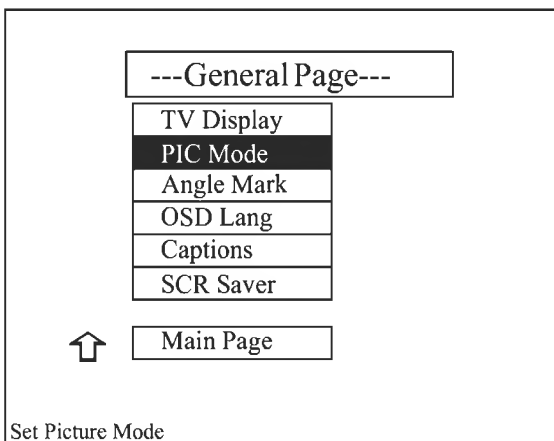 ---General Page---
TV Display
PIC Mode
Angle Mark
OSD Lang
Captions
SCR Saver
Main Page
Set Picture Mode